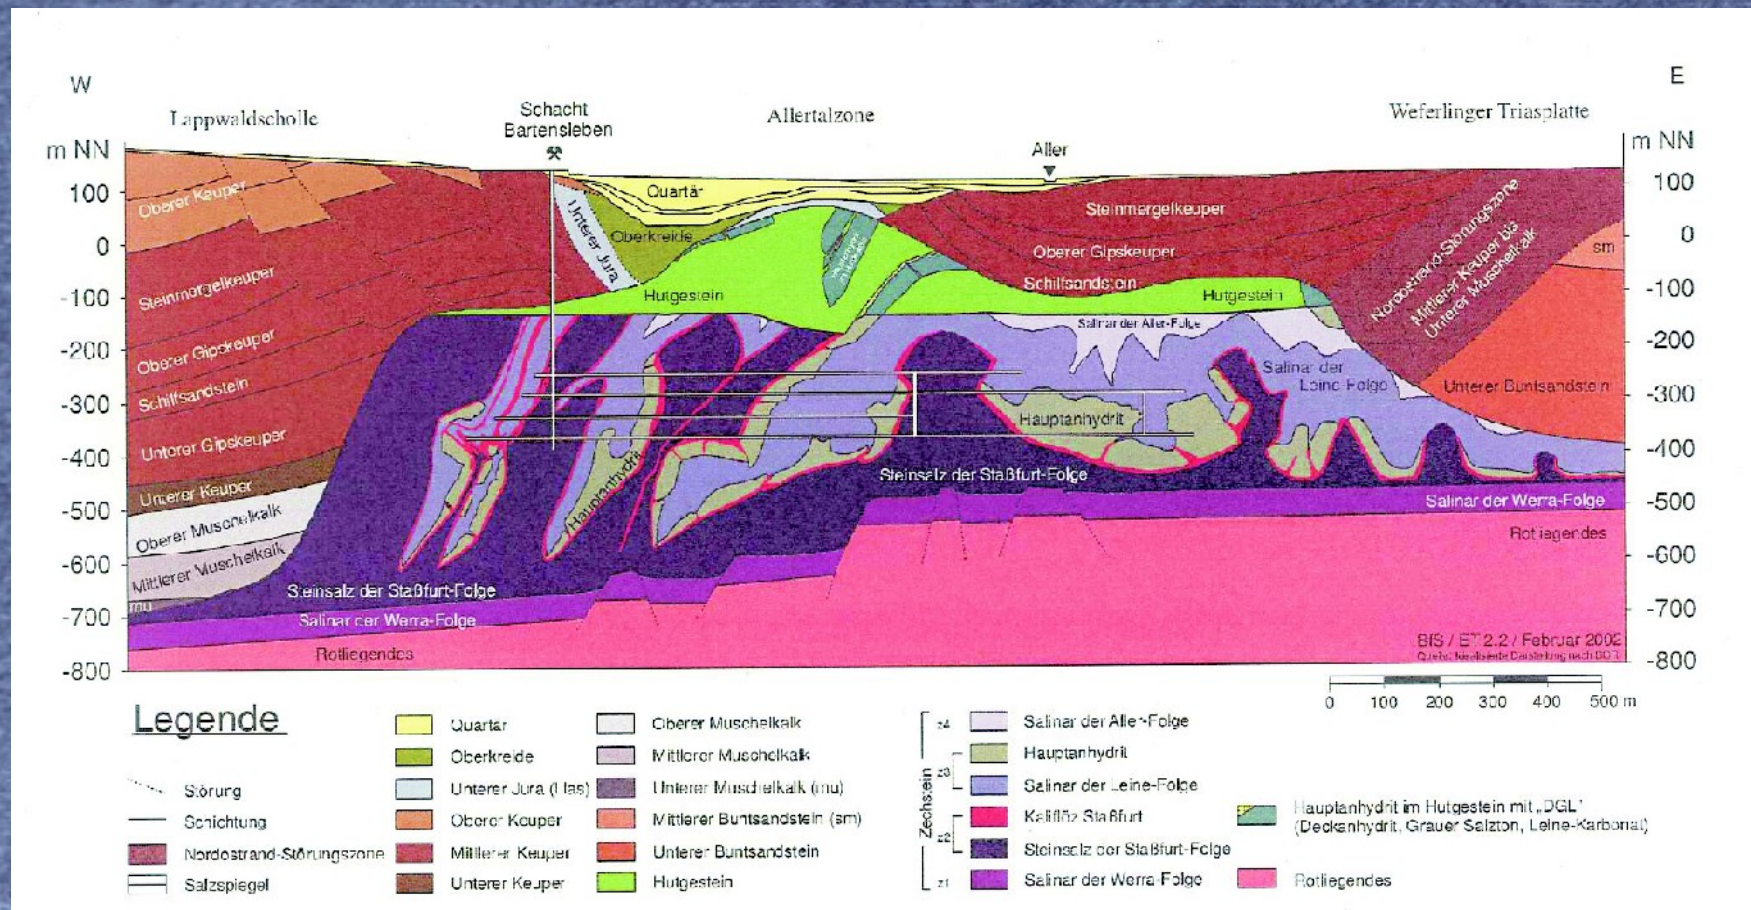 W
E
Lappwaldscholle
Schacht
Bartensleben
Allertalzone
Weferlinger Triasplatte
m NN
Aller
m NN
100
0
-100
-200
-300
-400
-500
-600
-700
-800
100
0
-100
-200
-300
-400
-500
-600
-700
-800
Oberer Keuper
Steinmergelkeuper
Oberer Gipskeuper
Schilfsandstein
Unterer Gipskeuper
Unterer Keuper
Oberer Muschelkalk
Mittlerer Muschelkalk
mu
Unterer Jura
Quartär
Oberkreide
Hutgestein
Steinmergelkeuper
Oberer Gipskeuper
Schilfsandstein
Hutgestein
Nordostrand-Störungszone
Mittlerer Keuper bis
Unterer Muschelkalk
sm
Salinar der Aller-Folge
Salinar der
Leine-Folge
Unterer Buntsandstein
Hauptanhydrit
Hauptanhydrit
Steinsalz der Staßfurt-Folge
Salinar der Werra-Folge
Rotliegendes
Steinsalz der Staßfurt-Folge
Salinar der Werra-Folge
Rotliegendes
BfS / ET 2.2 / Februar 2002
0 100 200 300 400 500 m
Legende
Störung
Schichtung
Nordostrand-Störungszone
Salzspiegel
Quartär
Oberkreide
Unterer Jura (Lias)
Oberer Keuper
Mittlerer Keuper
Unterer Keuper
Oberer Muschelkalk
Mittlerer Muschelkalk
Unterer Muschelkalk (mu)
Mittlerer Buntsandstein (sm)
Unterer Buntsandstein
Hutgestein
Zechstein
z4
z3
z2
z1
Salinar der Aller-Folge
Hauptanhydrit
Salinar der Leine-Folge
Kaliflöz Staßfurt
Steinsalz der Staßfurt-Folge
Salinar der Werra-Folge
Hauptanhydrit im Hutgestein mit „DGL"
(Deckanhydrit, Grauer Salzton, Leine-Karbonat)
Rotliegendes